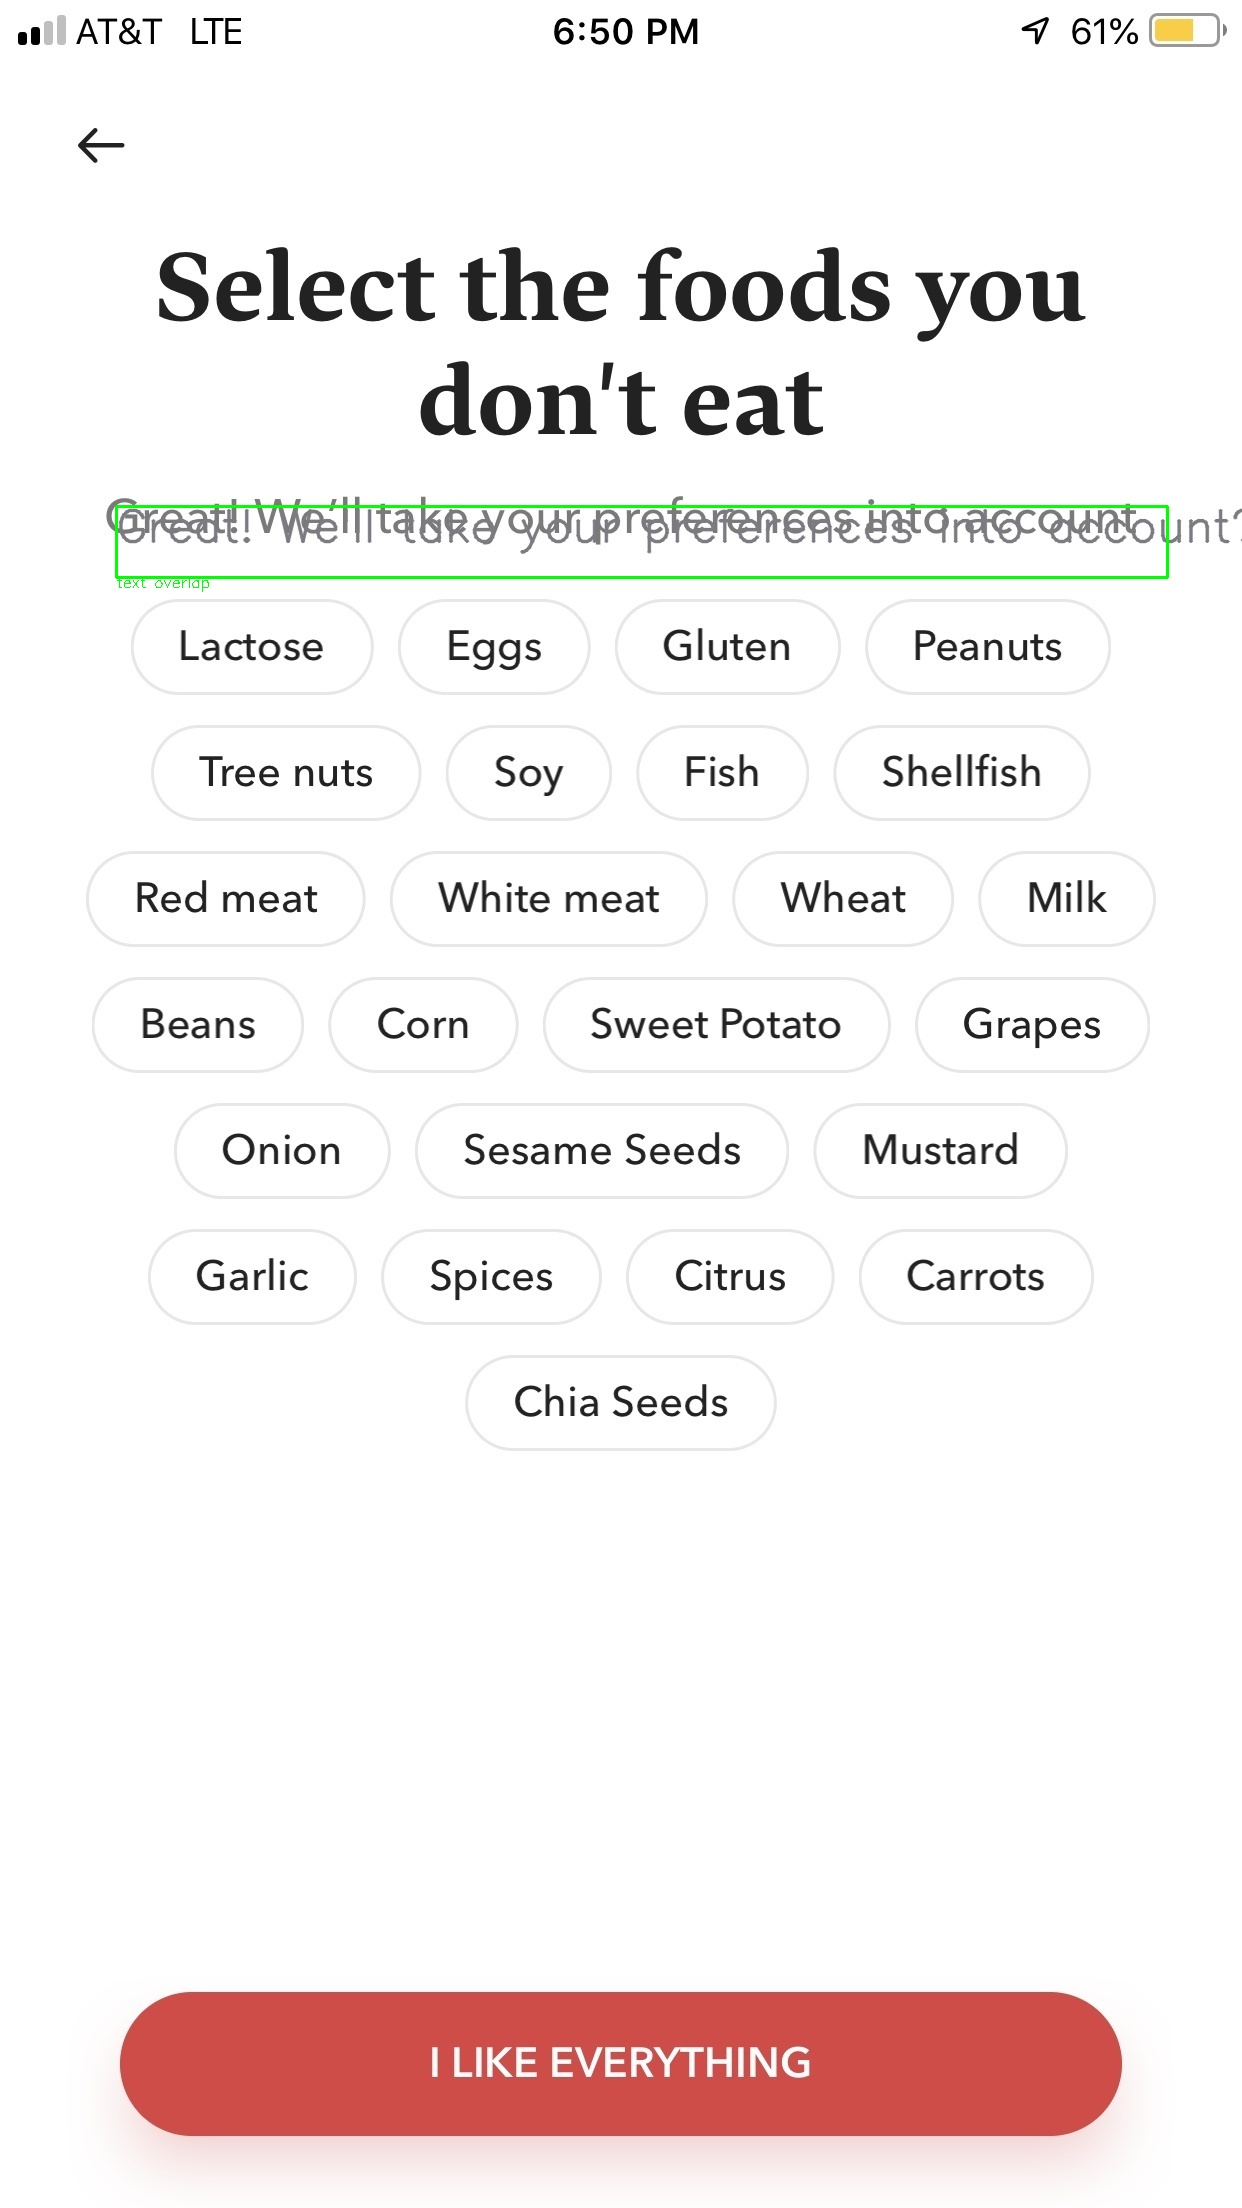 AT&T LTE 6:50 PM 61%
Select the foods you
don't eat
Great! We'll take your preferences into account
Great! We'll take your preferences into account?
text overlap
Lactose Eggs Gluten Peanuts
Tree nuts Soy Fish Shellfish
Red meat White meat Wheat Milk
Beans Corn Sweet Potato Grapes
Onion Sesame Seeds Mustard
Garlic Spices Citrus Carrots
Chia Seeds
I LIKE EVERYTHING